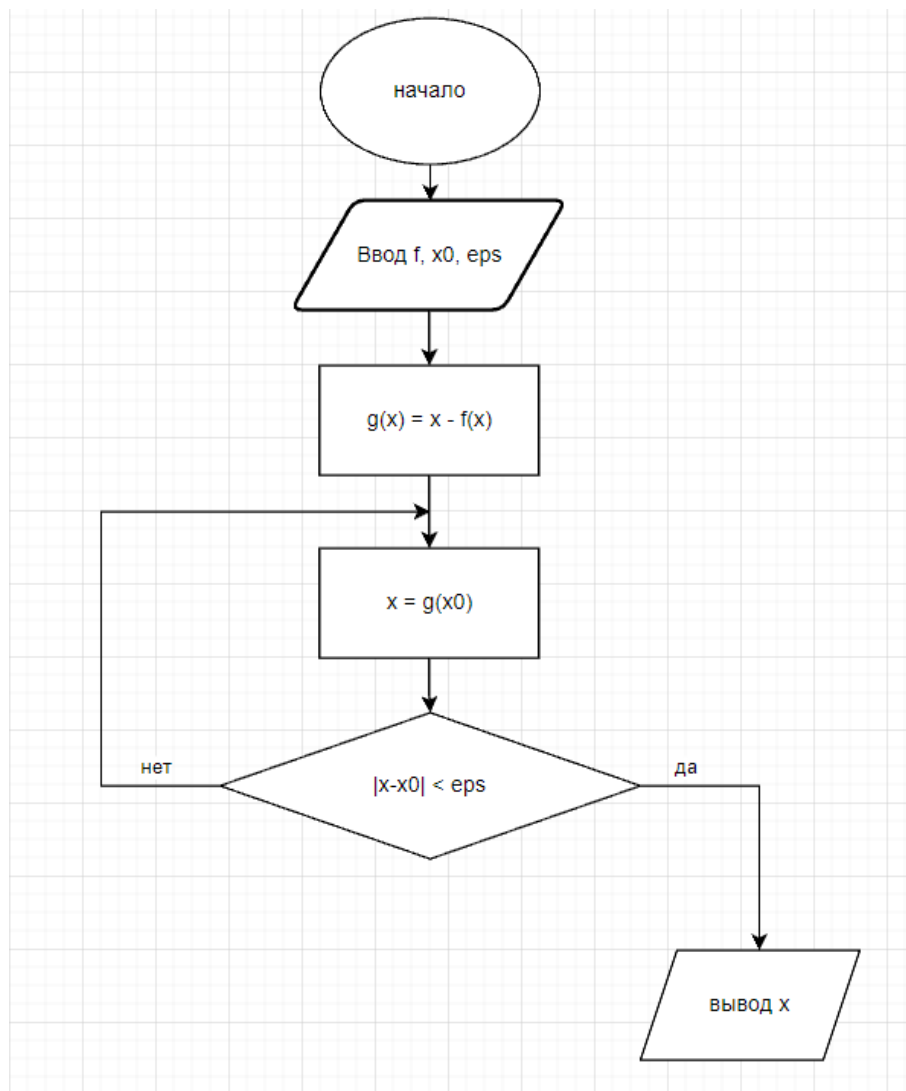 начало
Ввод f, x0, eps
g(x) = x - f(x)
x = g(x0)
нет
|x-x0| < eps
да
вывод x